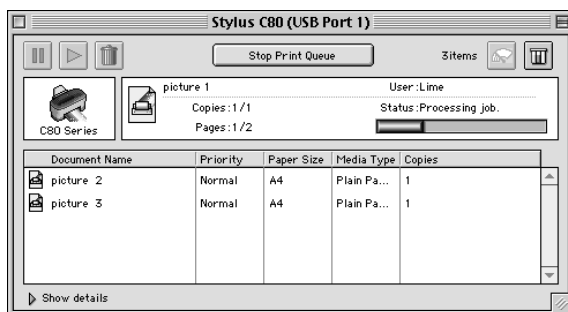 Stylus C80 (USB Port 1)
Stop Print Queue
3items
C80 Series
picture 1
User:Lime
Copies:1/1
Status:Processing job.
Pages:1/2
Document Name Priority Paper Size Media Type Copies
picture 2 Normal A4 Plain Pa... 1
picture 3 Normal A4 Plain Pa... 1
Show details